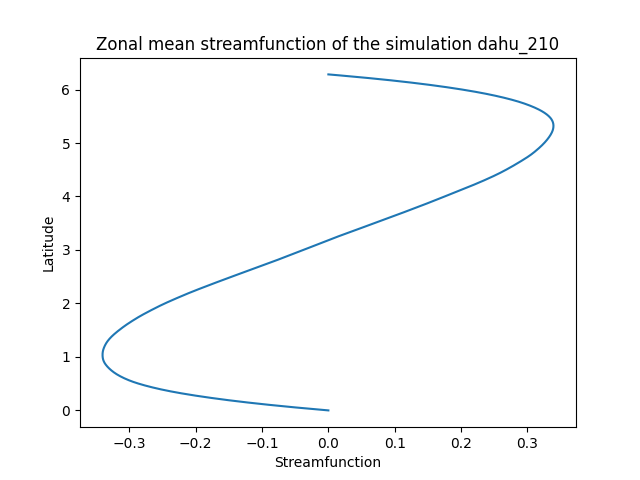 Zonal mean streamfunction of the simulation dahu_210
6
5
4
3
2
1
0
Latitude
−0.3 −0.2 −0.1 0.0 0.1 0.2 0.3
Streamfunction